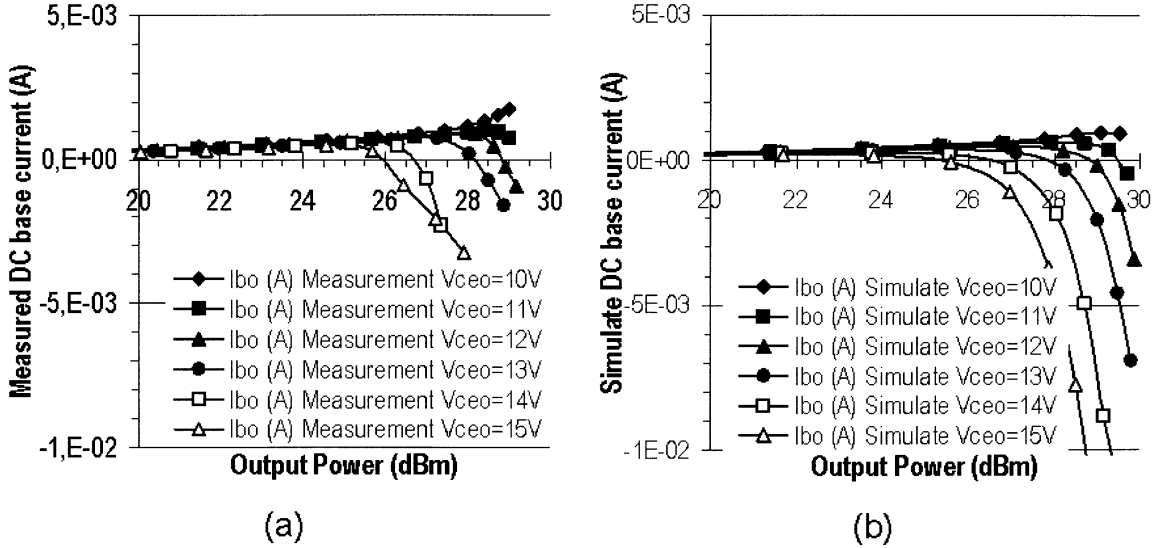 5,E-03
0,E+00
-5,E-03
-1,E-02
20 22 24 26 28 30
Measured DC base current (A)
Output Power (dBm)
Ibo (A) Measurement Vceo=10V
Ibo (A) Measurement Vceo=11V
Ibo (A) Measurement Vceo=12V
Ibo (A) Measurement Vceo=13V
Ibo (A) Measurement Vceo=14V
Ibo (A) Measurement Vceo=15V
(a)
5E-03
0E+00
-5E-03
-1E-02
20 22 24 26 28 30
Simulate DC base current (A)
Output Power (dBm)
Ibo (A) Simulate Vceo=10V
Ibo (A) Simulate Vceo=11V
Ibo (A) Simulate Vceo=12V
Ibo (A) Simulate Vceo=13V
Ibo (A) Simulate Vceo=14V
Ibo (A) Simulate Vceo=15V
(b)